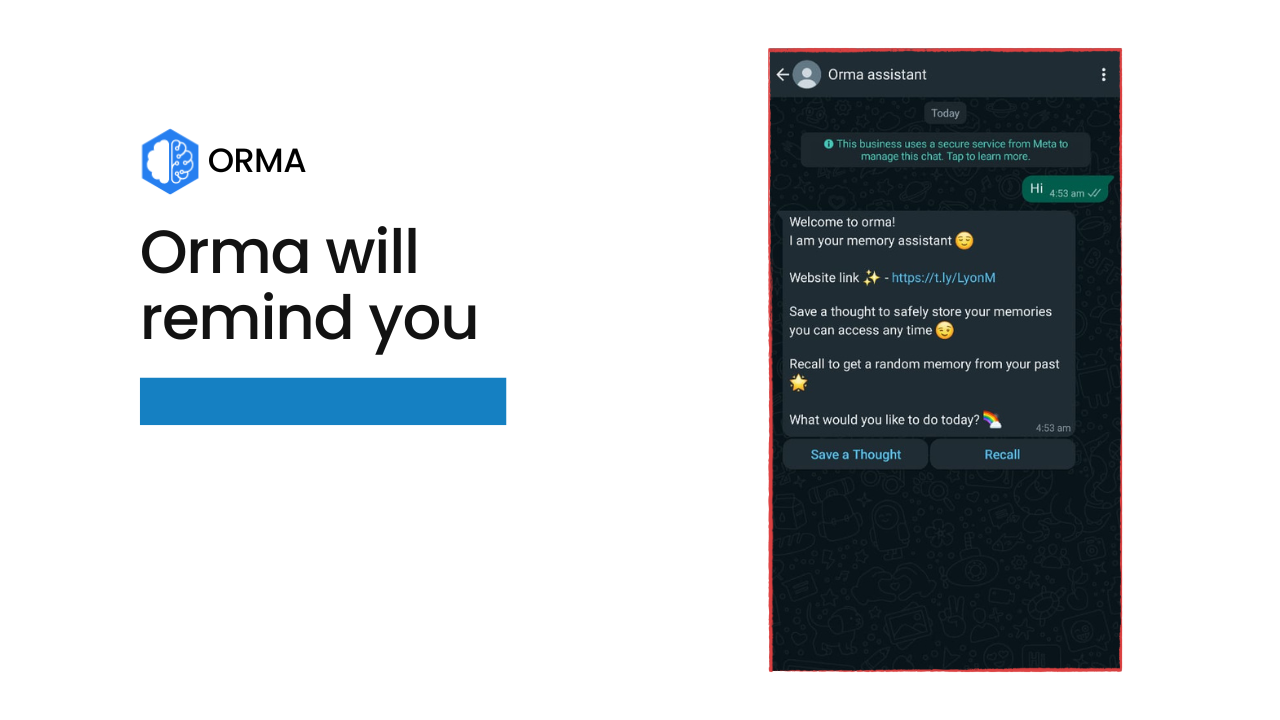 ORMA
Orma will
remind you
Orma assistant
Today
This business uses a secure service from Meta to
manage this chat. Tap to learn more.
Hi 4:53 am
Welcome to orma!
I am your memory assistant 😌
Website link ✨ - https://t.ly/LyonM
Save a thought to safely store your memories
you can access any time 😉
Recall to get a random memory from your past
🌟
What would you like to do today? 🌈
4:53 am
Save a Thought
Recall